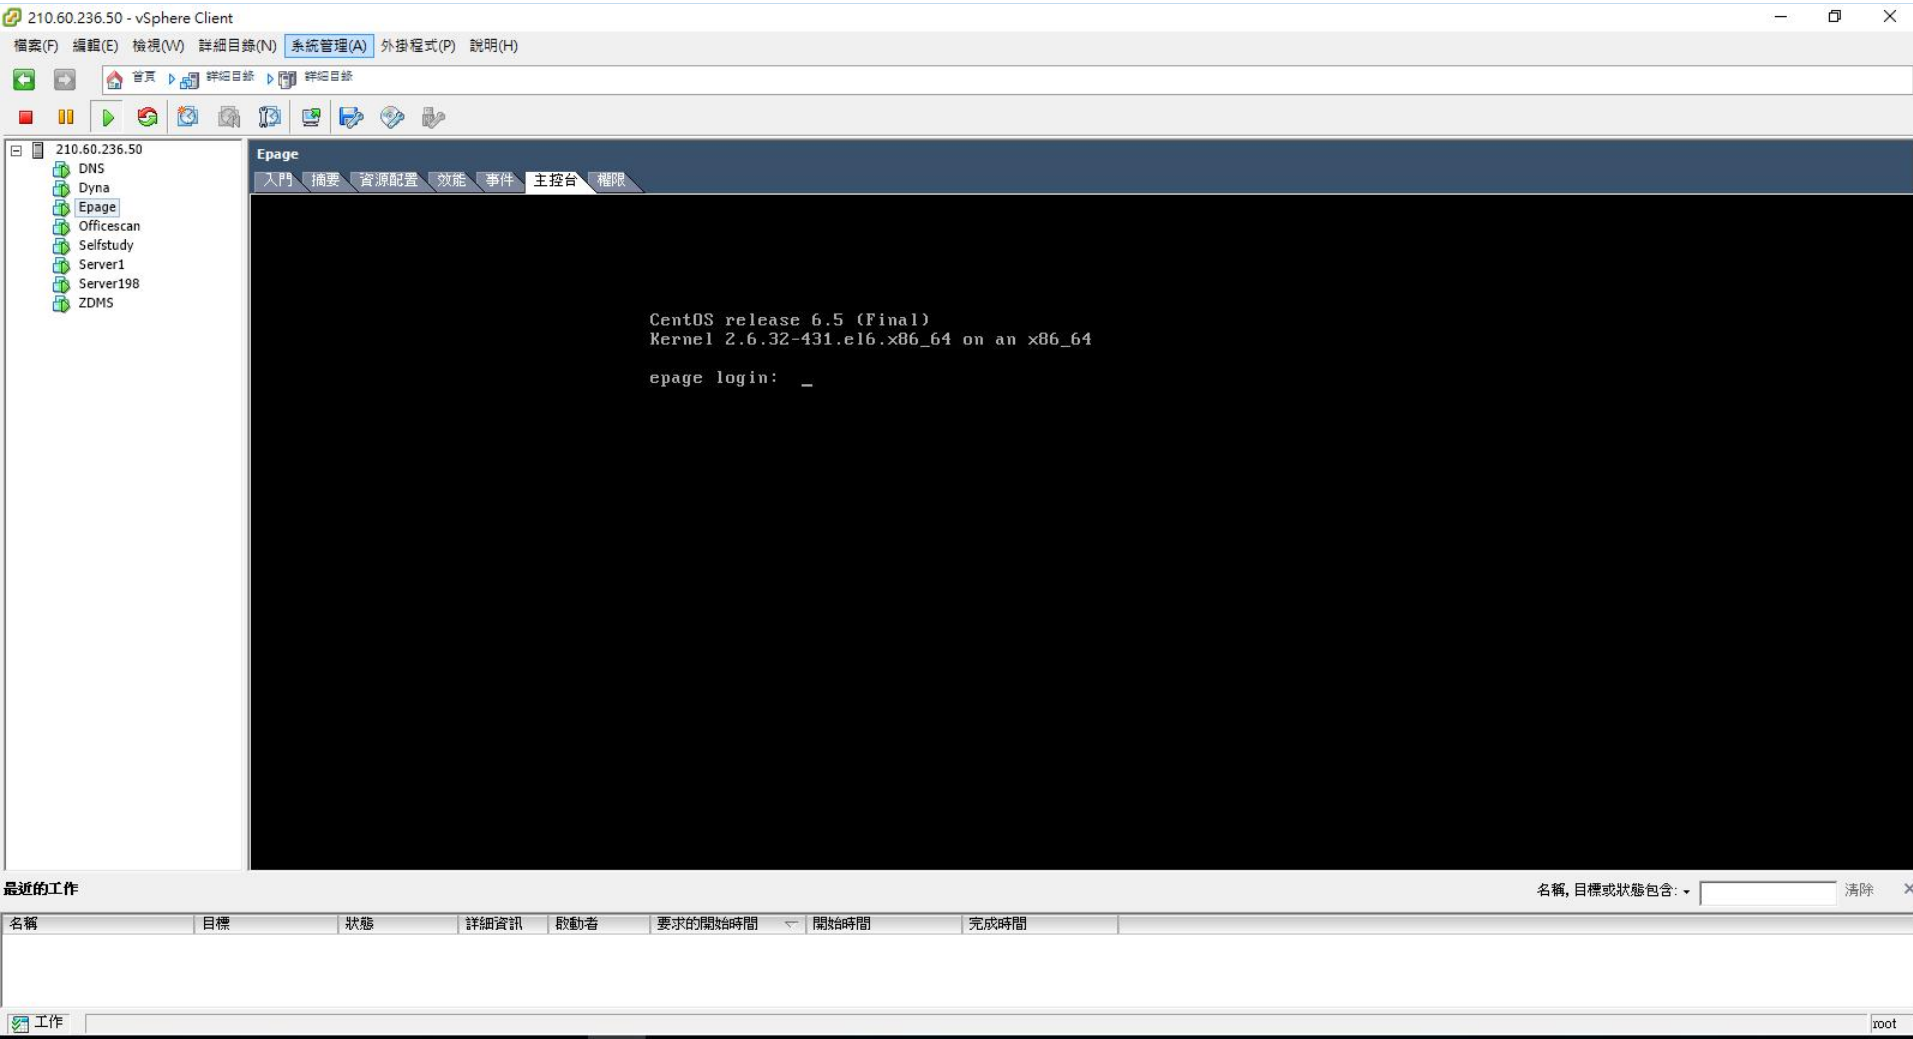 210.60.236.50 - vSphere Client
檔案(F) 編輯(E) 檢視(W) 詳細目錄(N) 系統管理(A) 外掛程式(P) 說明(H)
首頁 詳細目錄 詳細目錄
210.60.236.50
DNS
Dyna
Epage
Officescan
Selfstudy
Server1
Server198
ZDMS
Epage
入門 摘要 資源配置 效能 事件 主控台 權限
CentOS release 6.5 (Final)
Kernel 2.6.32-431.el6.x86_64 on an x86_64
epage login: _
最近的工作
名稱, 目標或狀態包含: 清除
名稱 目標 狀態 詳細資訊 啟動者 要求的開始時間 開始時間 完成時間
工作
root